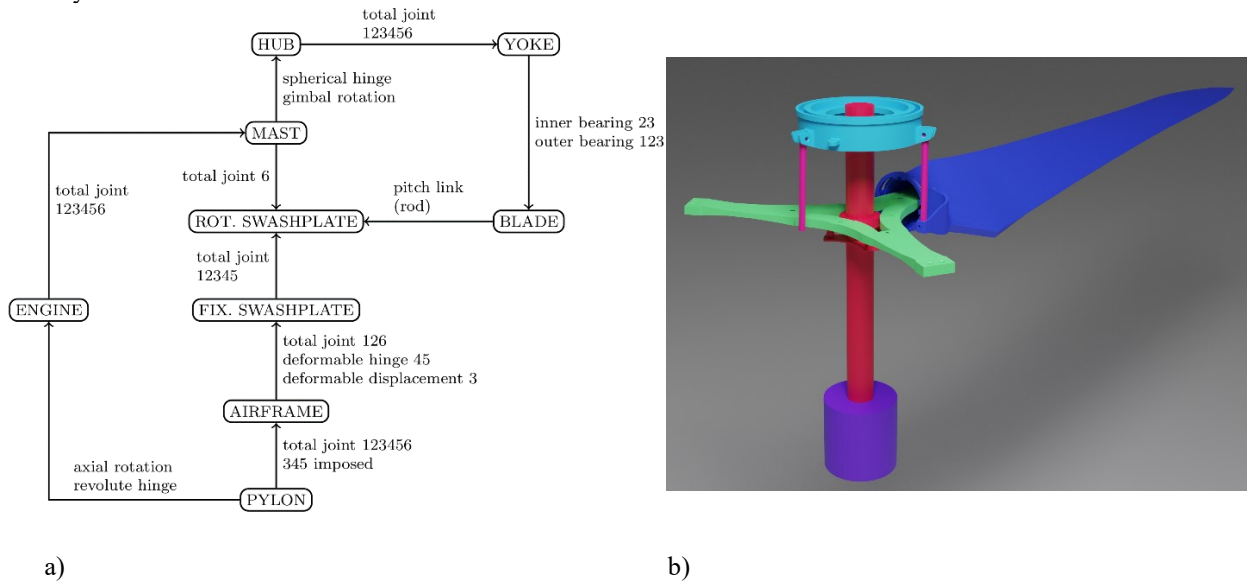 total joint
123456
HUB
YOKE
spherical hinge
gimbal rotation
MAST
inner bearing 23
outer bearing 123
total joint
123456
total joint 6
pitch link
(rod)
ROT. SWASHPLATE
BLADE
total joint
12345
ENGINE
FIX. SWASHPLATE
total joint 126
deformable hinge 45
deformable displacement 3
AIRFRAME
total joint 123456
345 imposed
axial rotation
revolute hinge
PYLON
a)
b)